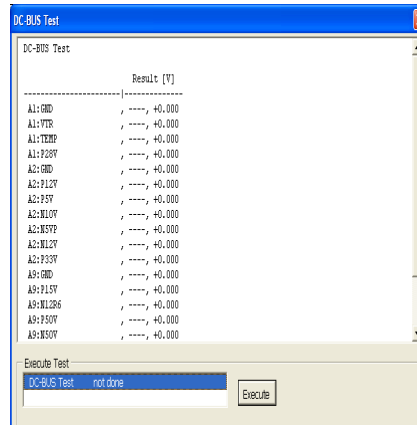 DC-BUS Test
DC-BUS Test
Result [V]
------------------------|--------------
A1:GND , ----, +0.000
A1:VTR , ----, +0.000
A1:TEMP , ----, +0.000
A1:P28V , ----, +0.000
A2:GND , ----, +0.000
A2:P12V , ----, +0.000
A2:P5V , ----, +0.000
A2:N10V , ----, +0.000
A2:N5VP , ----, +0.000
A2:N12V , ----, +0.000
A2:P33V , ----, +0.000
A9:GND , ----, +0.000
A9:P15V , ----, +0.000
A9:N12R6 , ----, +0.000
A9:P50V , ----, +0.000
A9:N50V , ----, +0.000
Execute Test
DC-BUS Test not done
Execute